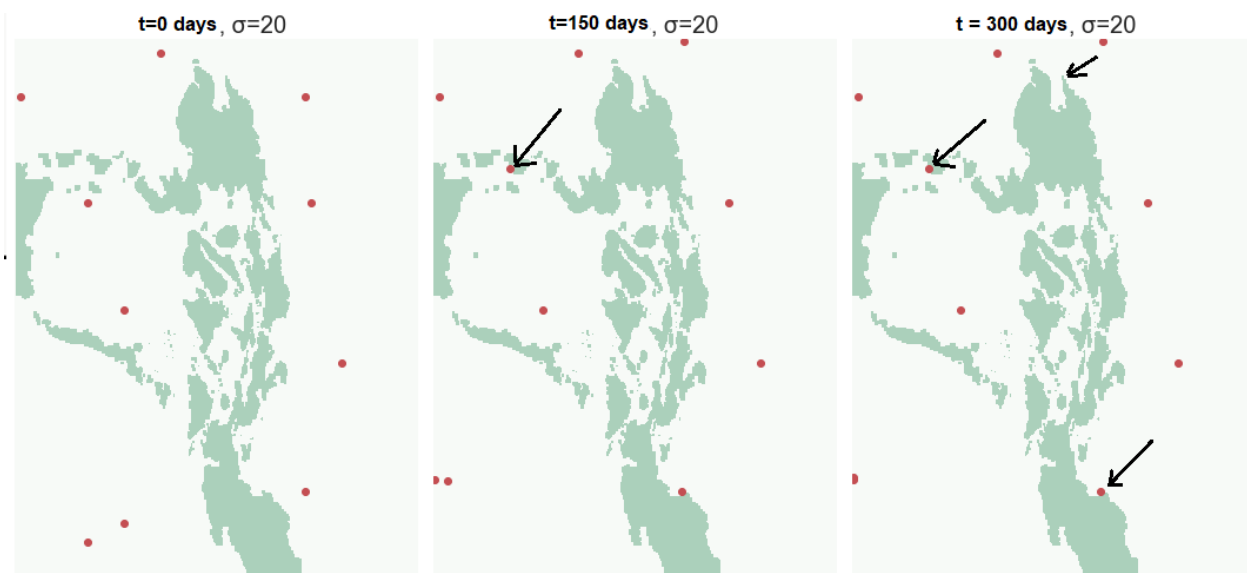 t=0 days, σ=20
t=150 days, σ=20
t = 300 days, σ=20